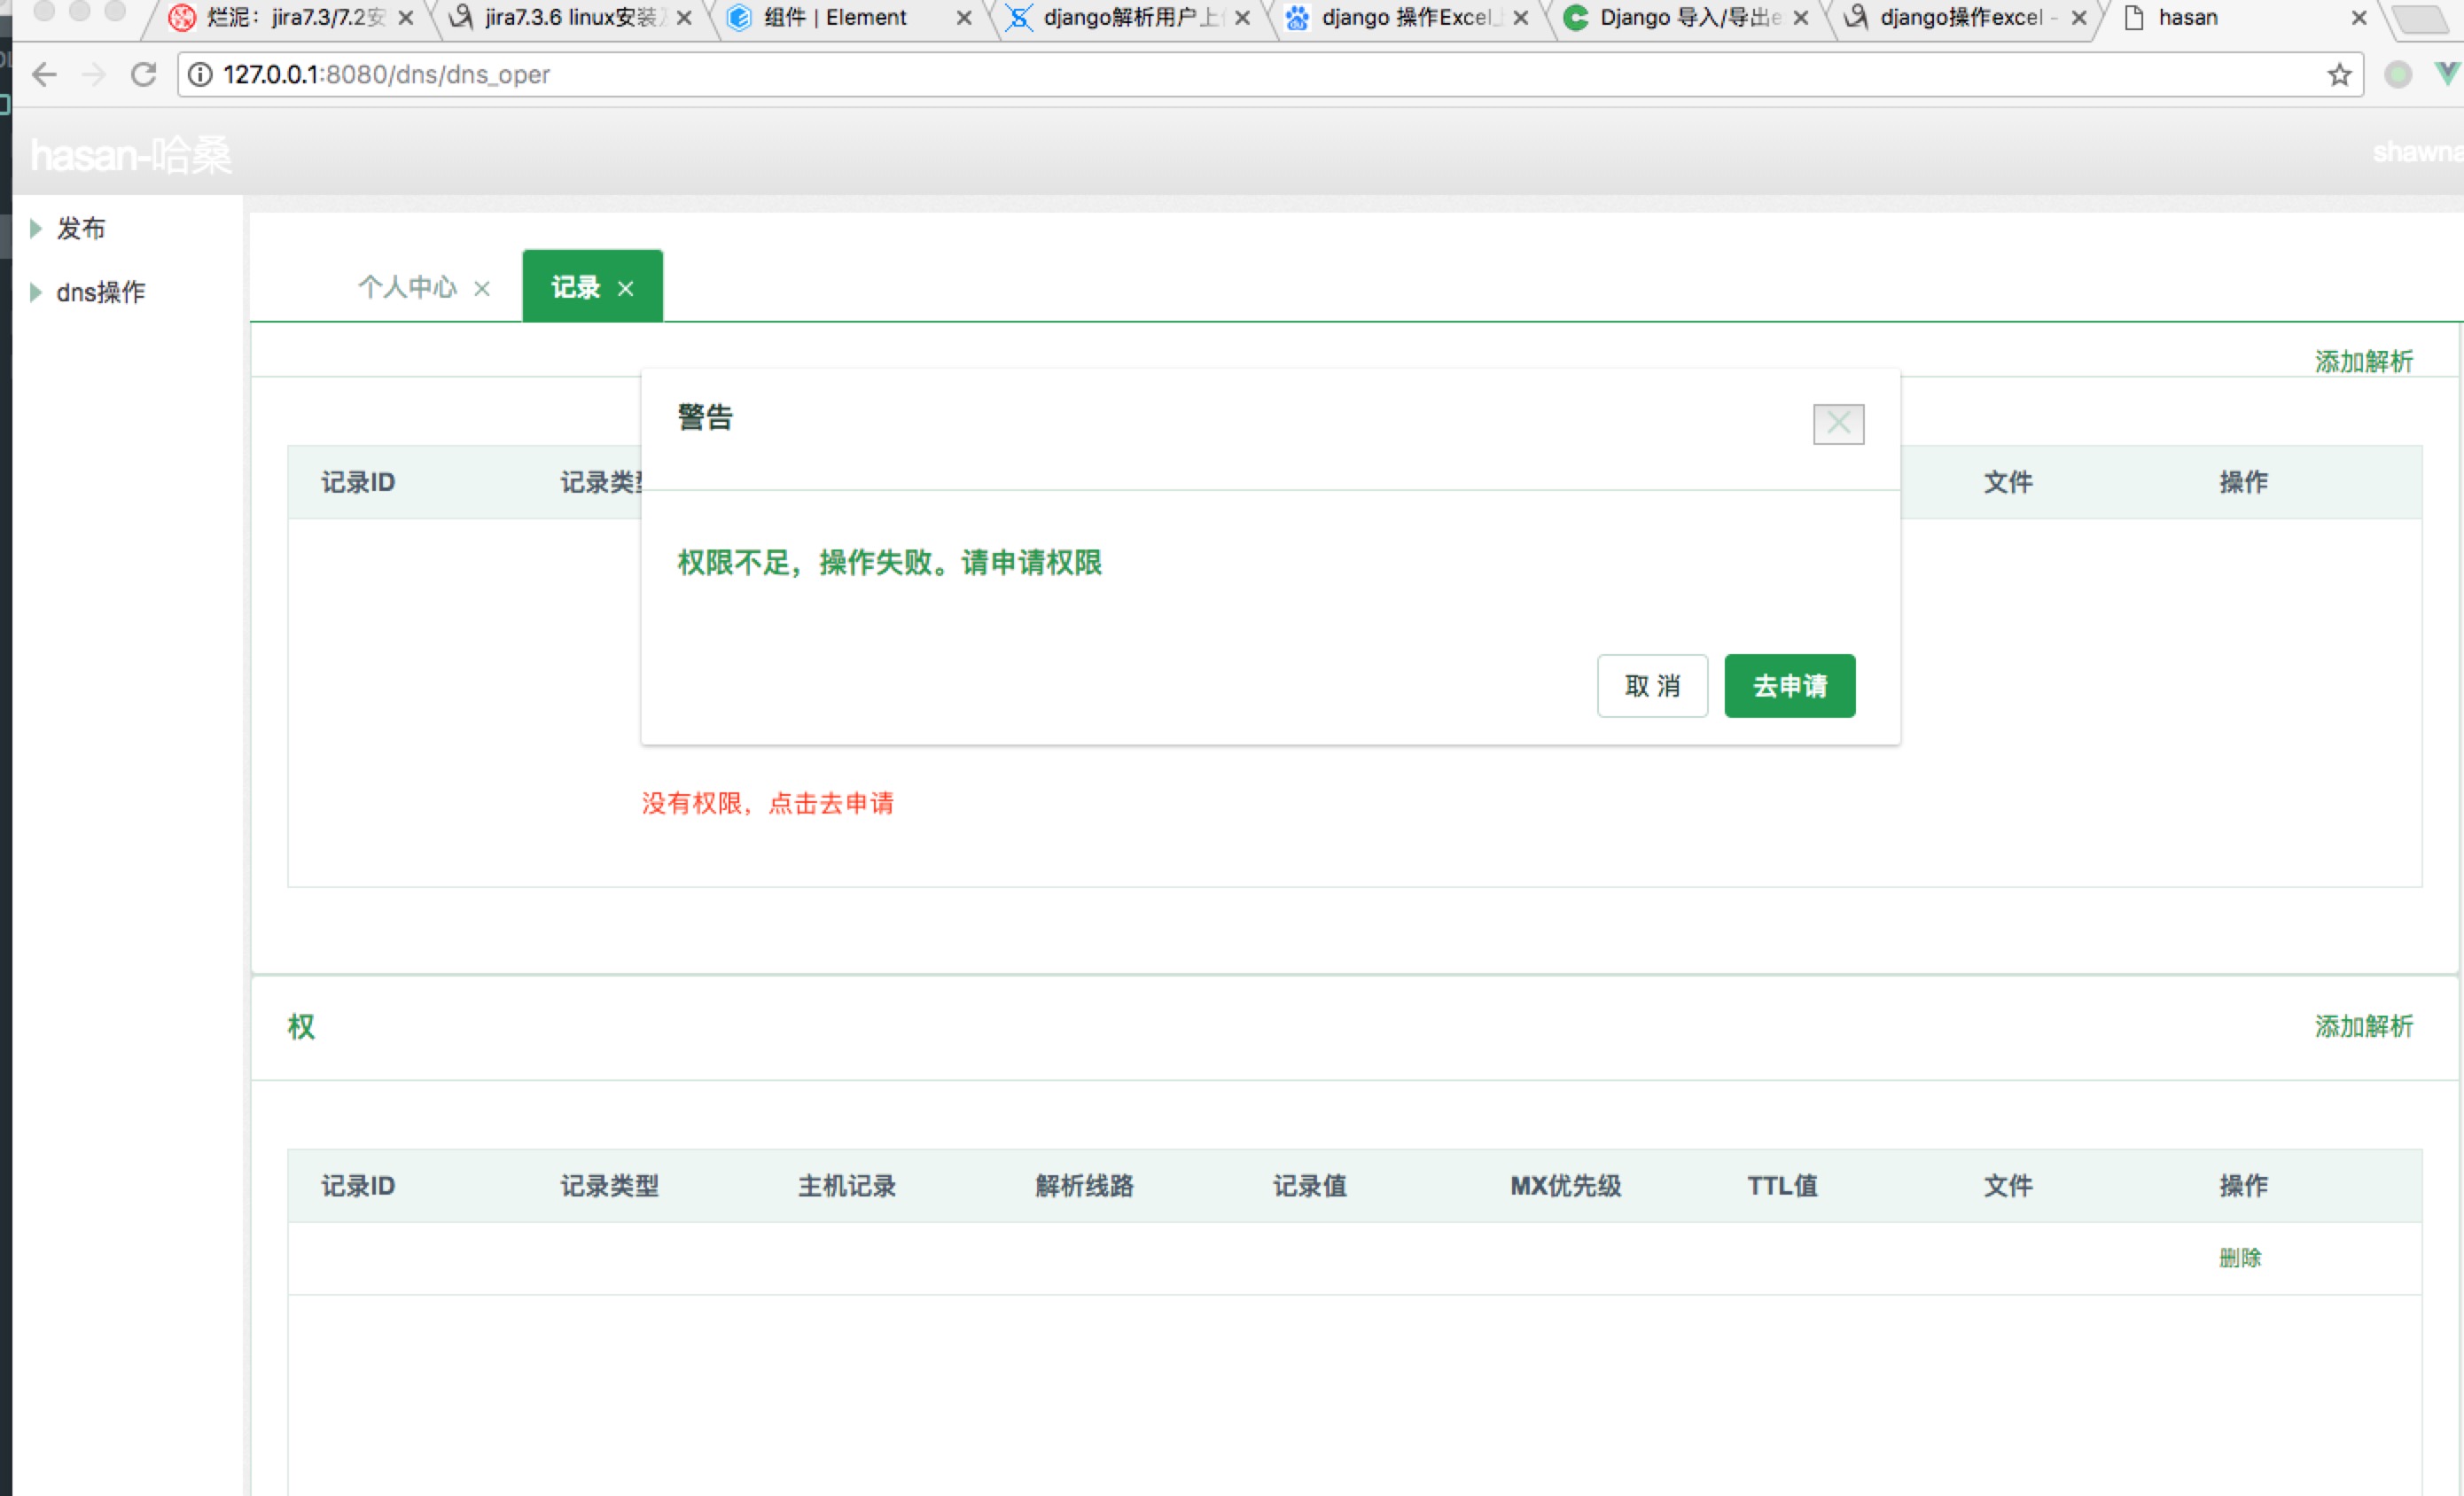 烂泥：jira7.3/7.2安
jira7.3.6 linux安装及
组件 | Element
django解析用户上
django 操作Excel
Django 导入/导出e
django操作excel -
hasan
127.0.0.1:8080/dns/dns_oper
hasan-哈桑
shawna
发布
dns操作
个人中心
记录
添加解析
警告
记录ID
记录类型
文件
操作
权限不足，操作失败。请申请权限
取 消
去申请
没有权限，点击去申请
权
添加解析
记录ID
记录类型
主机记录
解析线路
记录值
MX优先级
TTL值
文件
操作
删除